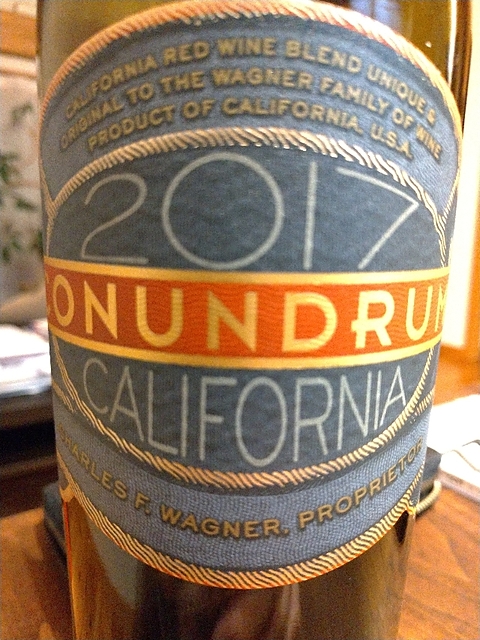 CALIFORNIA RED WINE BLEND UNIQUE &
ORIGINAL TO THE WAGNER FAMILY OF WINE
PRODUCT OF CALIFORNIA, U.S.A.
2017
CONUNDRUM
CALIFORNIA
CHARLES F. WAGNER, PROPRIETOR